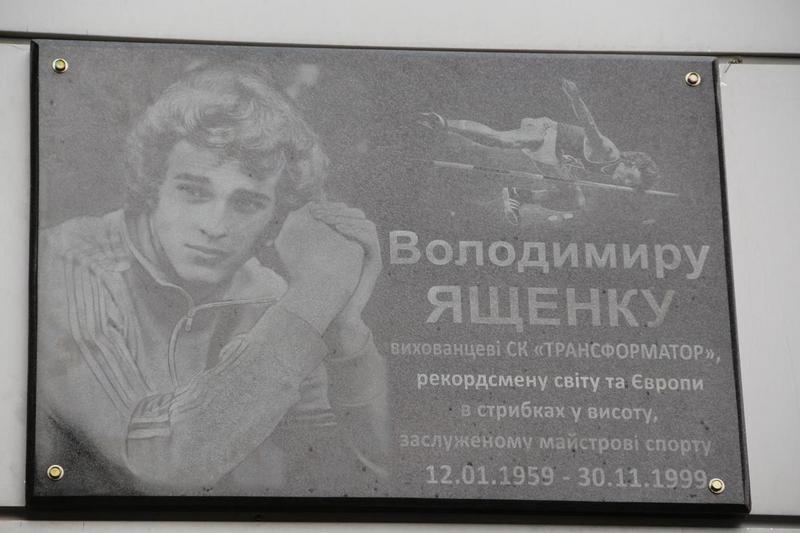 Володимиру
ЯЩЕНКУ
вихованцеві СК «ТРАНСФОРМАТОР»,
рекордсмену світу та Європи
в стрибках у висоту,
заслуженому майстрові спорту
12.01.1959 - 30.11.1999